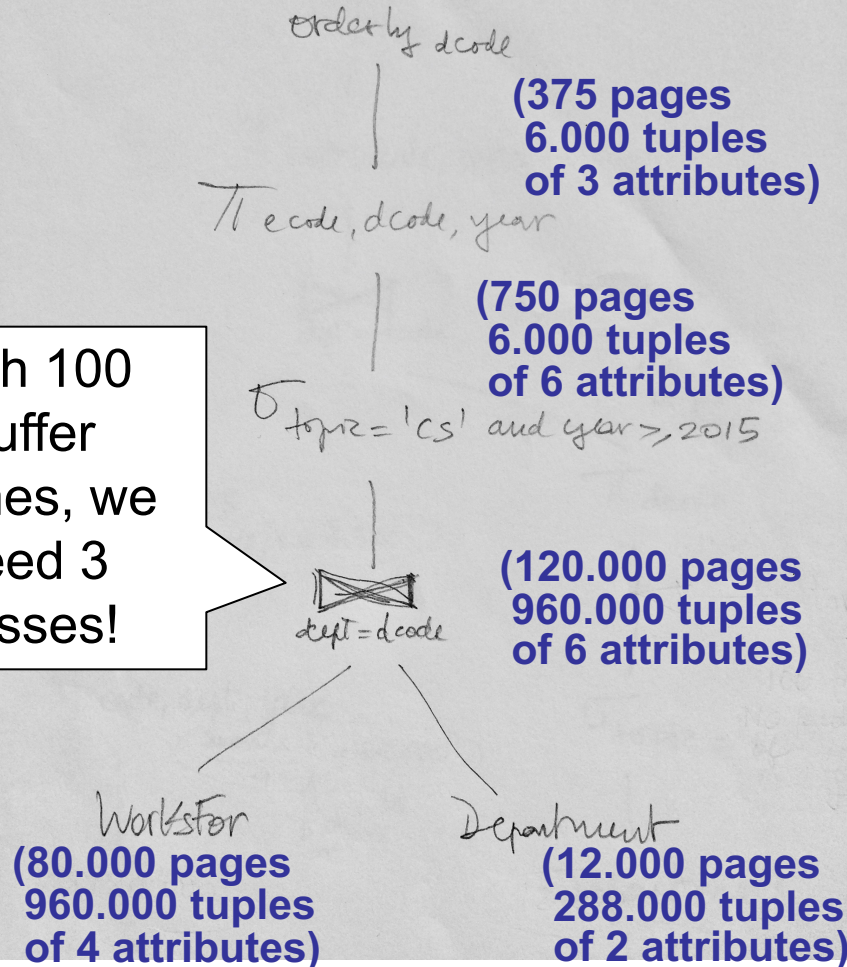 orderby dcode
(375 pages
6.000 tuples
of 3 attributes)
π ecode, dcode, year
(750 pages
6.000 tuples
of 6 attributes)
σ topic = 'CS' and year >, 2015
h 100
uffer
nes, we
eed 3
sses!
(120.000 pages
960.000 tuples
of 6 attributes)
dept = dcode
WorksFor
(80.000 pages
960.000 tuples
of 4 attributes)
Department
(12.000 pages
288.000 tuples
of 2 attributes)